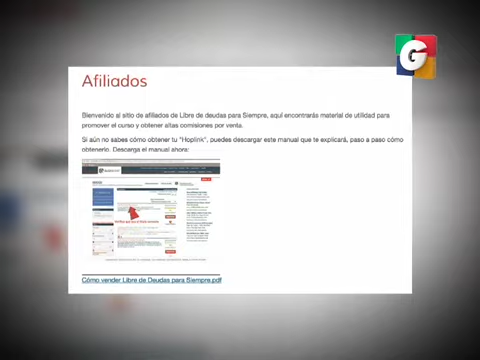 G
Afiliados
Bienvenido al sitio de afiliados de Libre de deudas para Siempre, aquí encontrarás material de utilidad para
promover el curso y obtener altas comisiones por venta.
Si aún no sabes cómo obtener tu "Hoplink", puedes descargar este manual que te explicará, paso a paso cómo
obtenerlo. Descarga el manual ahora:
Cómo vender Libre de Deudas para Siempre.pdf